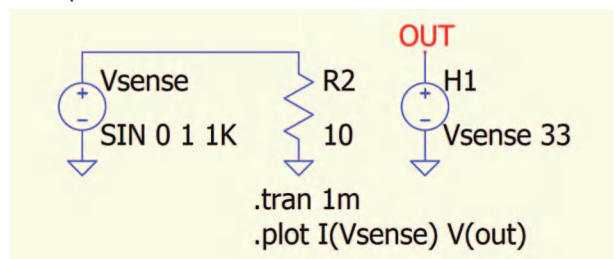 OUT
Vsense
R2
H1
SIN 0 1 1K
10
Vsense 33
.tran 1m
.plot I(Vsense) V(out)